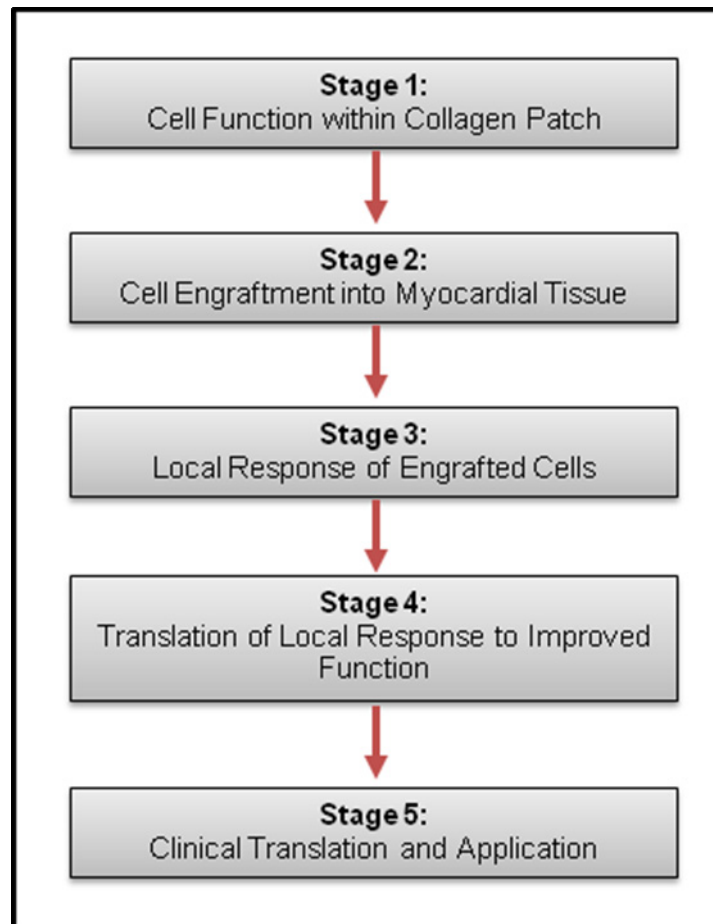 Stage 1:
Cell Function within Collagen Patch
Stage 2:
Cell Engraftment into Myocardial Tissue
Stage 3:
Local Response of Engrafted Cells
Stage 4:
Translation of Local Response to Improved
Function
Stage 5:
Clinical Translation and Application